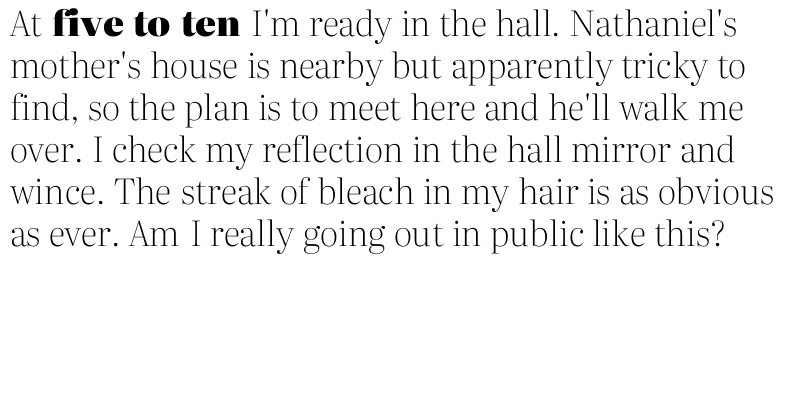 At five to ten I'm ready in the hall. Nathaniel's
mother's house is nearby but apparently tricky to
find, so the plan is to meet here and he'll walk me
over. I check my reflection in the hall mirror and
wince. The streak of bleach in my hair is as obvious
as ever. Am I really going out in public like this?